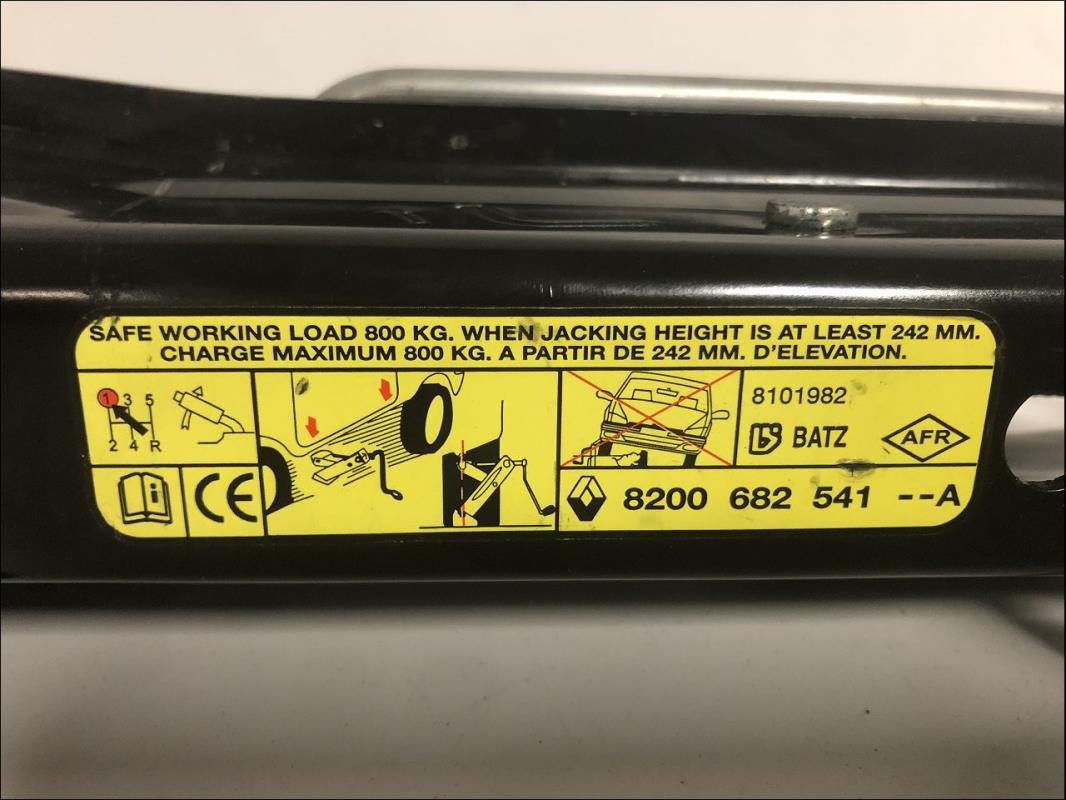 SAFE WORKING LOAD 800 KG. WHEN JACKING HEIGHT IS AT LEAST 242 MM.
CHARGE MAXIMUM 800 KG. A PARTIR DE 242 MM. D'ELEVATION.
1 3 5
2 4 R
i
CE
8101982
BATZ
AFR
8200 682 541 --A